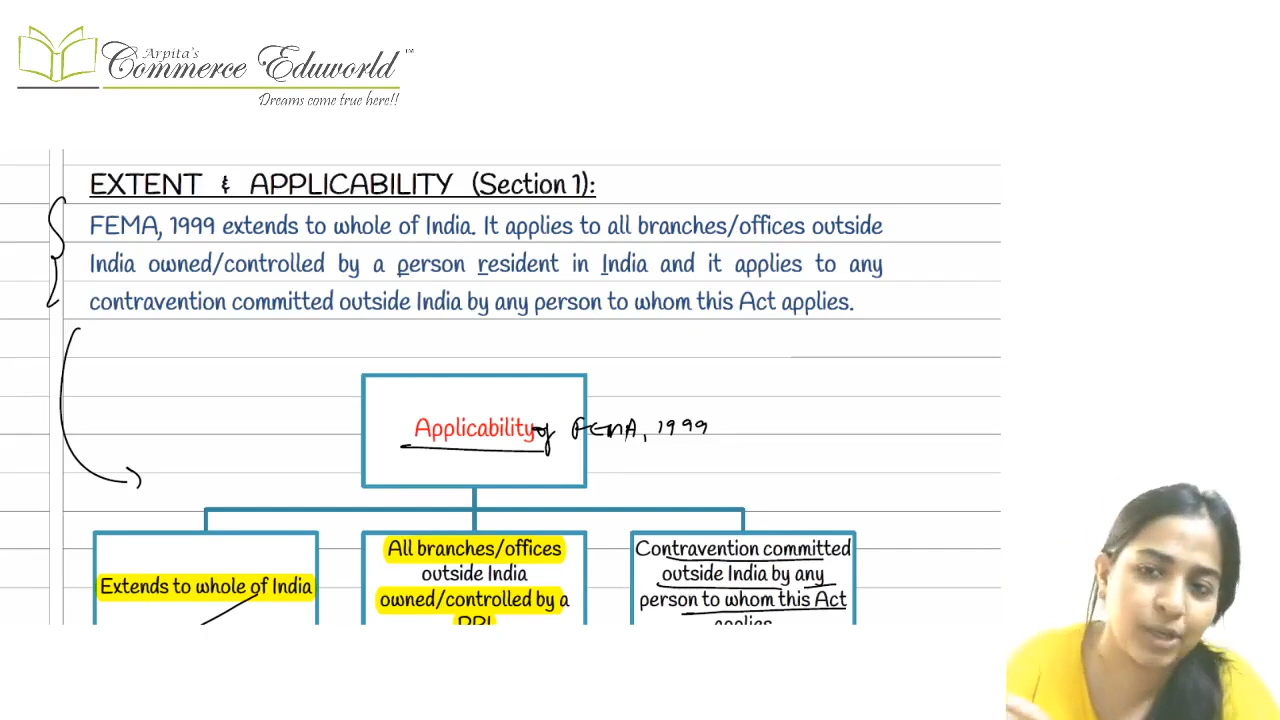 Arpita's
Commerce Eduworld™
Dreams come true here!!
EXTENT & APPLICABILITY (Section 1):
FEMA, 1999 extends to whole of India. It applies to all branches/offices outside
India owned/controlled by a person resident in India and it applies to any
contravention committed outside India by any person to whom this Act applies.
Applicability of FEMA, 1999
Extends to whole of India
All branches/offices
outside India
owned/controlled by a
PRI
Contravention committed
outside India by any
person to whom this Act
applies